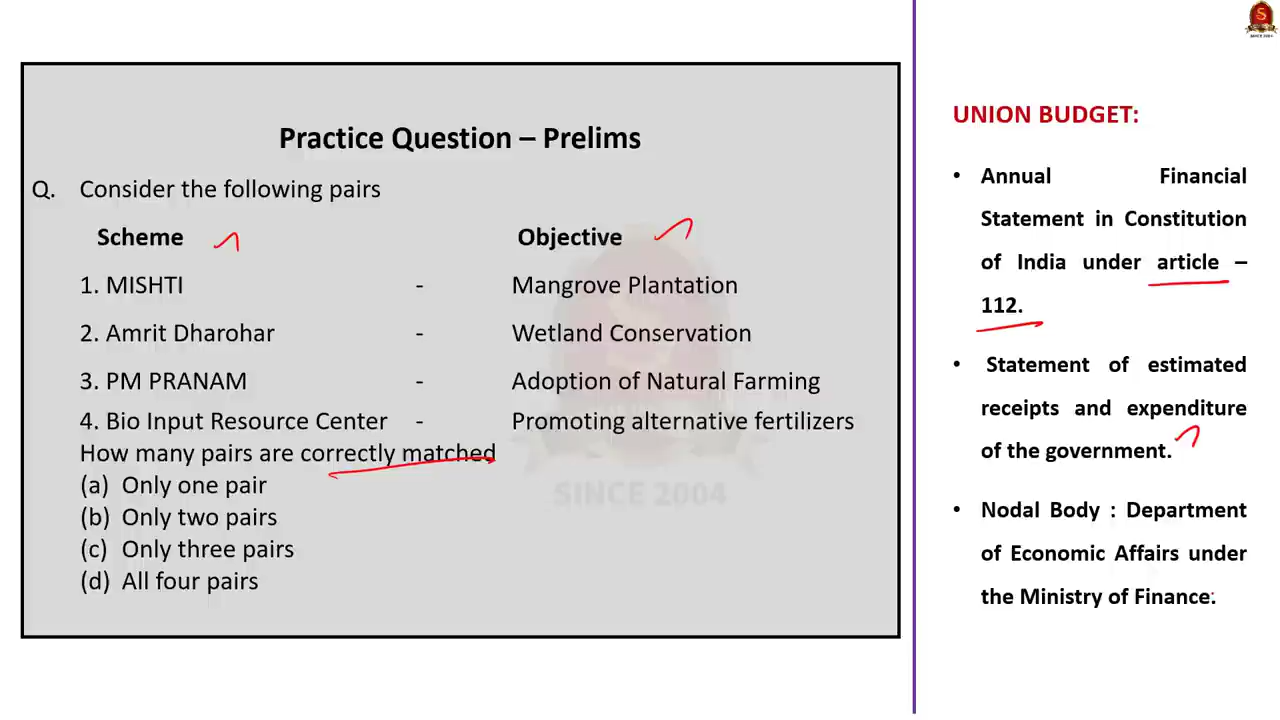 Practice Question – Prelims
Q. Consider the following pairs
Scheme Objective
1. MISHTI - Mangrove Plantation
2. Amrit Dharohar - Wetland Conservation
3. PM PRANAM - Adoption of Natural Farming
4. Bio Input Resource Center - Promoting alternative fertilizers
How many pairs are correctly matched
(a) Only one pair
(b) Only two pairs
(c) Only three pairs
(d) All four pairs
SINCE 2004
S
SINCE 2004
UNION BUDGET:
• Annual Financial
Statement in Constitution
of India under article –
112.
• Statement of estimated
receipts and expenditure
of the government.
• Nodal Body : Department
of Economic Affairs under
the Ministry of Finance.